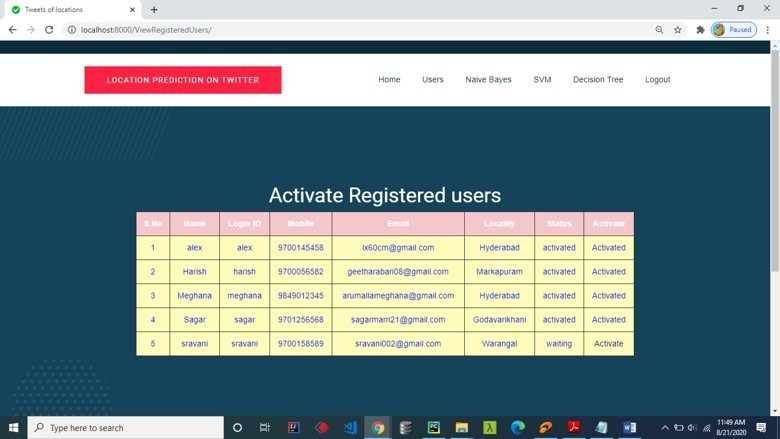 Tweets of locations
localhost:8000/ViewRegisteredUsers/
Paused
LOCATION PREDICTION ON TWITTER Home Users Naive Bayes SVM Decision Tree Logout
Activate Registered users
S.No Name Login ID Mobile Email Locality Status Activate
1 alex alex 9700145458 lx60cm@gmail.com Hyderabad activated Activated
2 Harish harish 9700056582 geetharabari08@gmail.com Markapuram activated Activated
3 Meghana meghana 9849012345 arumallameghana@gmail.com Hyderabad activated Activated
4 Sagar sagar 9701256568 sagarmarri21@gmail.com Godavarikhani activated Activated
5 sravani sravani 9700158589 sravani002@gmail.com Warangal waiting Activate
Type here to search
11:49 AM
8/21/2020